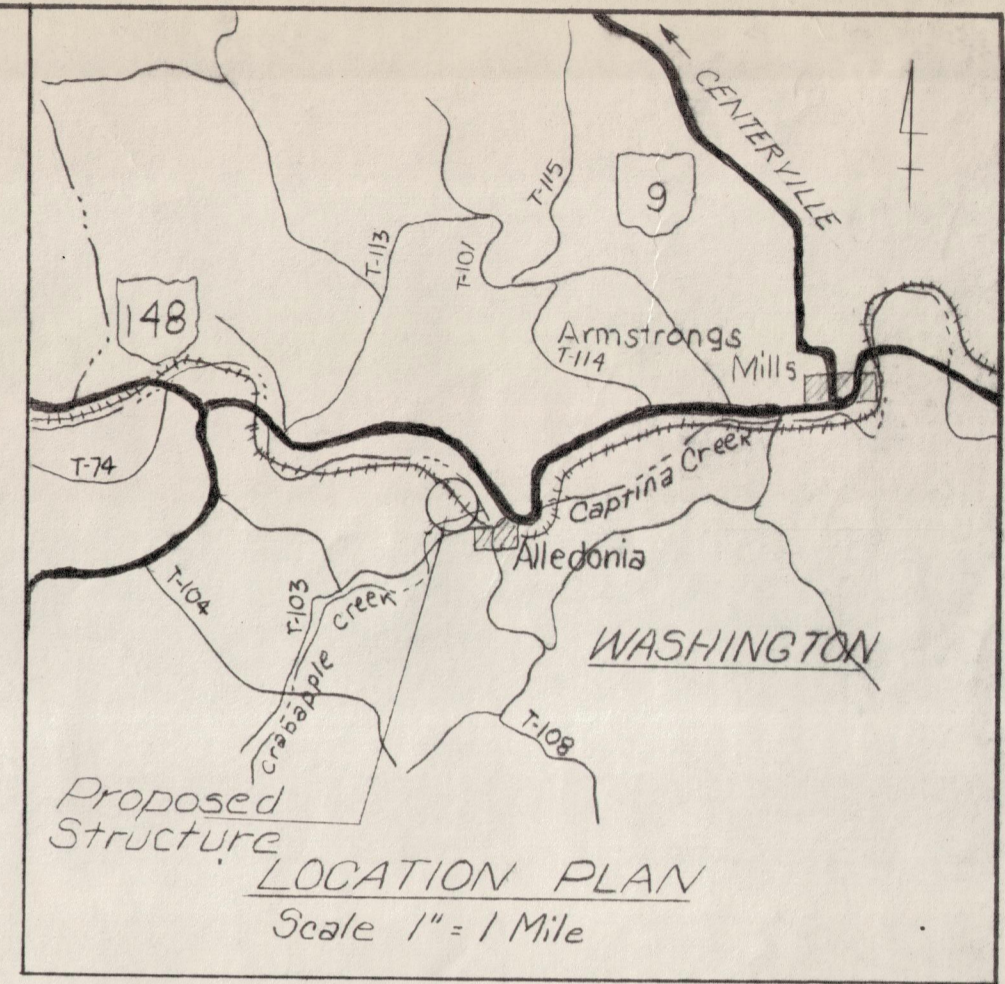 CENTERVILLE
9
T-115
T-113
T-101
148
Armstrongs
Mills
T-114
T-74
Captina Creek
Alledonia
T-104
T-103
Creek
Crabapple
WASHINGTON
T-108
Proposed
Structure
LOCATION PLAN
Scale 1" = 1 Mile